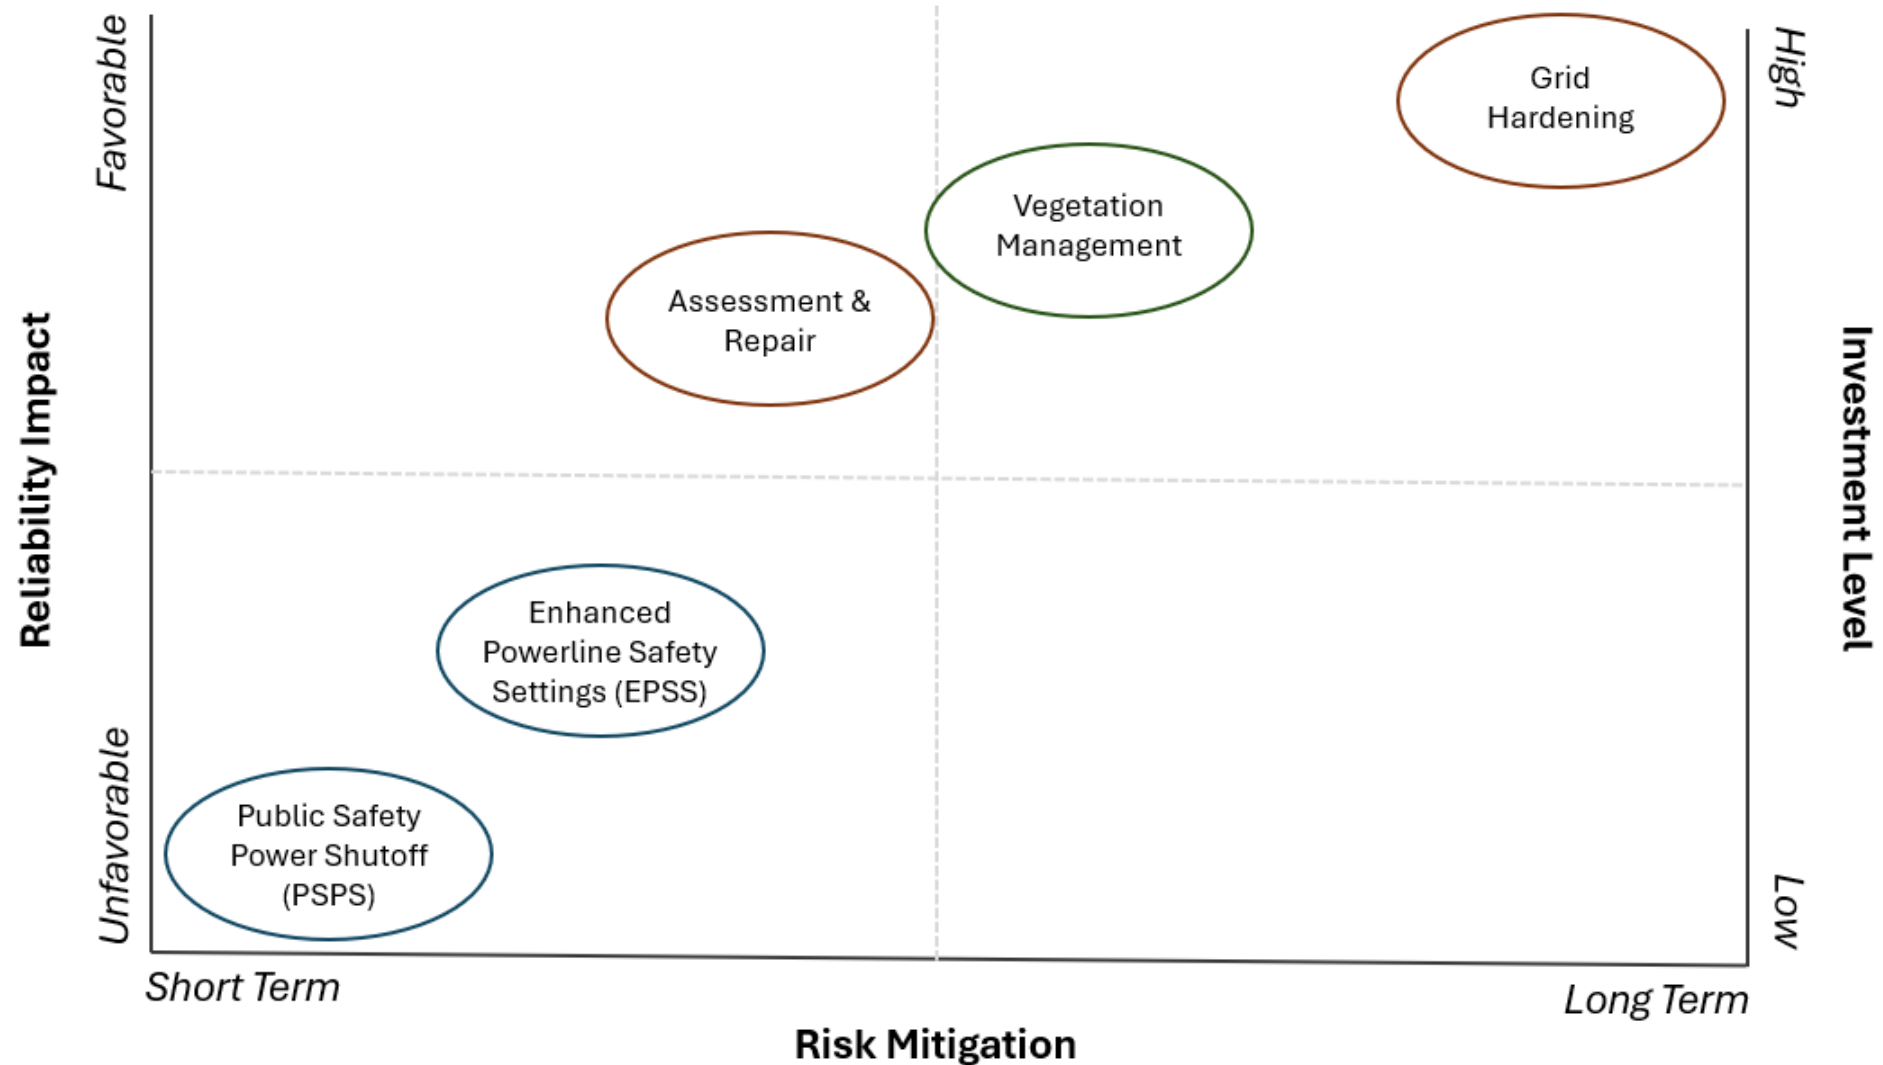 Favorable
High
Grid
Hardening
Vegetation
Management
Assessment &
Repair
Reliability Impact
Investment Level
Enhanced
Powerline Safety
Settings (EPSS)
Unfavorable
Public Safety
Power Shutoff
(PSPS)
Low
Short Term
Long Term
Risk Mitigation